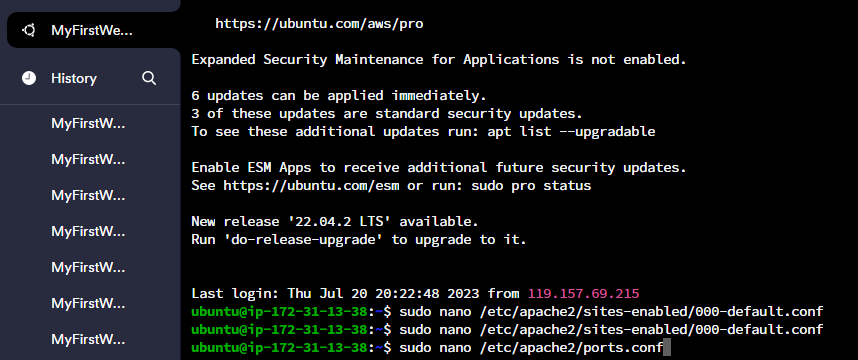 MyFirstWe...
History
MyFirstW...
MyFirstW...
MyFirstW...
MyFirstW...
MyFirstW...
MyFirstW...
MyFirstW...
https://ubuntu.com/aws/pro
Expanded Security Maintenance for Applications is not enabled.
6 updates can be applied immediately.
3 of these updates are standard security updates.
To see these additional updates run: apt list --upgradable
Enable ESM Apps to receive additional future security updates.
See https://ubuntu.com/esm or run: sudo pro status
New release '22.04.2 LTS' available.
Run 'do-release-upgrade' to upgrade to it.
Last login: Thu Jul 20 20:22:48 2023 from 119.157.69.215
ubuntu@ip-172-31-13-38:~$ sudo nano /etc/apache2/sites-enabled/000-default.conf
ubuntu@ip-172-31-13-38:~$ sudo nano /etc/apache2/sites-enabled/000-default.conf
ubuntu@ip-172-31-13-38:~$ sudo nano /etc/apache2/ports.conf